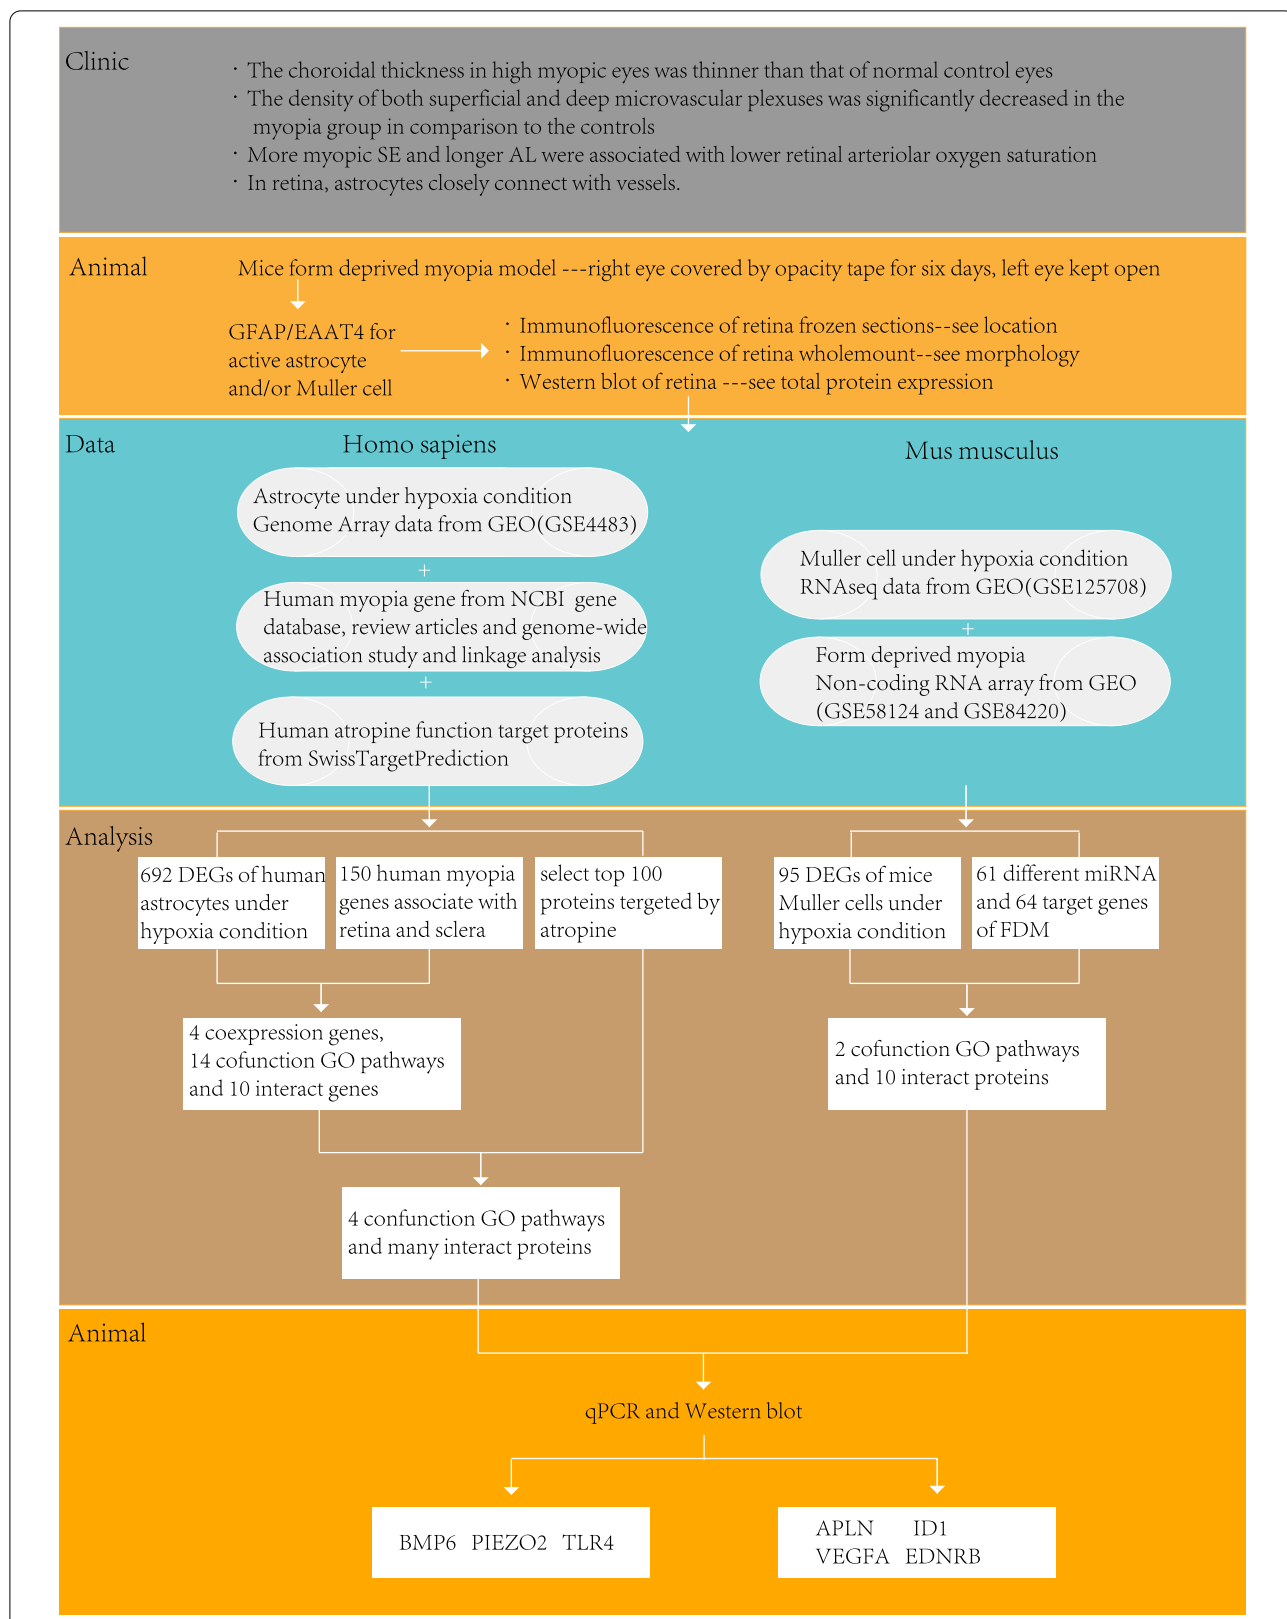 Clinic
· The choroidal thickness in high myopic eyes was thinner than that of normal control eyes
· The density of both superficial and deep microvascular plexuses was significantly decreased in the
myopia group in comparison to the controls
· More myopic SE and longer AL were associated with lower retinal arteriolar oxygen saturation
· In retina, astrocytes closely connect with vessels.
Animal
Mice form deprived myopia model ---right eye covered by opacity tape for six days, left eye kept open
GFAP/EAAT4 for
active astrocyte
and/or Muller cell
· Immunofluorescence of retina frozen sections--see location
· Immunofluorescence of retina wholemount--see morphology
· Western blot of retina ---see total protein expression
Data
Homo sapiens
Astrocyte under hypoxia condition
Genome Array data from GEO(GSE4483)
+
Human myopia gene from NCBI gene
database, review articles and genome-wide
association study and linkage analysis
+
Human atropine function target proteins
from SwissTargetPrediction
Mus musculus
Muller cell under hypoxia condition
RNAseq data from GEO(GSE125708)
+
Form deprived myopia
Non-coding RNA array from GEO
(GSE58124 and GSE84220)
Analysis
692 DEGs of human
astrocytes under
hypoxia condition
150 human myopia
genes associate with
retina and sclera
select top 100
proteins tergeted by
atropine
95 DEGs of mice
Muller cells under
hypoxia condition
61 different miRNA
and 64 target genes
of FDM
4 coexpression genes,
14 cofunction GO pathways
and 10 interact genes
2 cofunction GO pathways
and 10 interact proteins
4 confunction GO pathways
and many interact proteins
Animal
qPCR and Western blot
BMP6 PIEZO2 TLR4
APLN ID1
VEGFA EDNRB